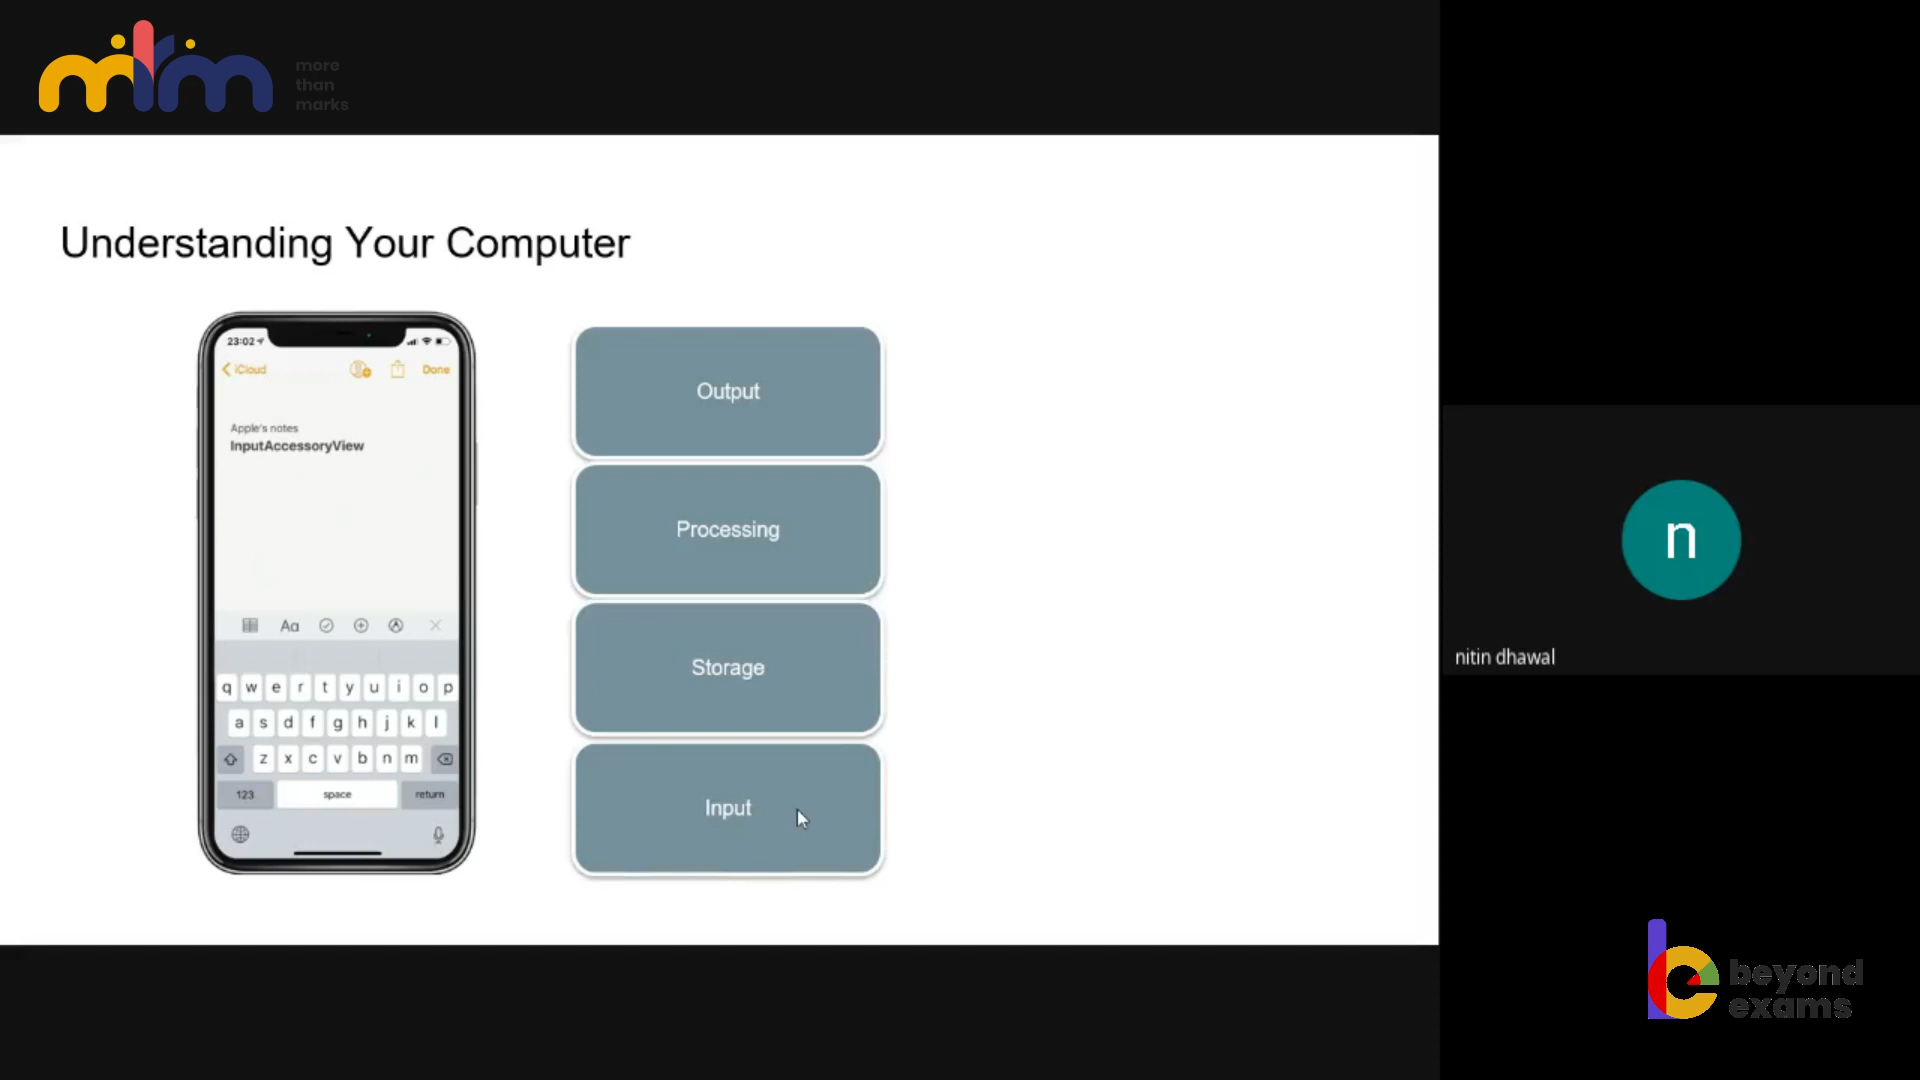 mtm
more
than
marks
Understanding Your Computer
23:02
iCloud
Done
Apple's notes
InputAccessoryView
Aa
q w e r t y u i o p
a s d f g h j k l
z x c v b n m
123
space
return
Output
Processing
Storage
Input
n
nitin dhawal
beyond
exams